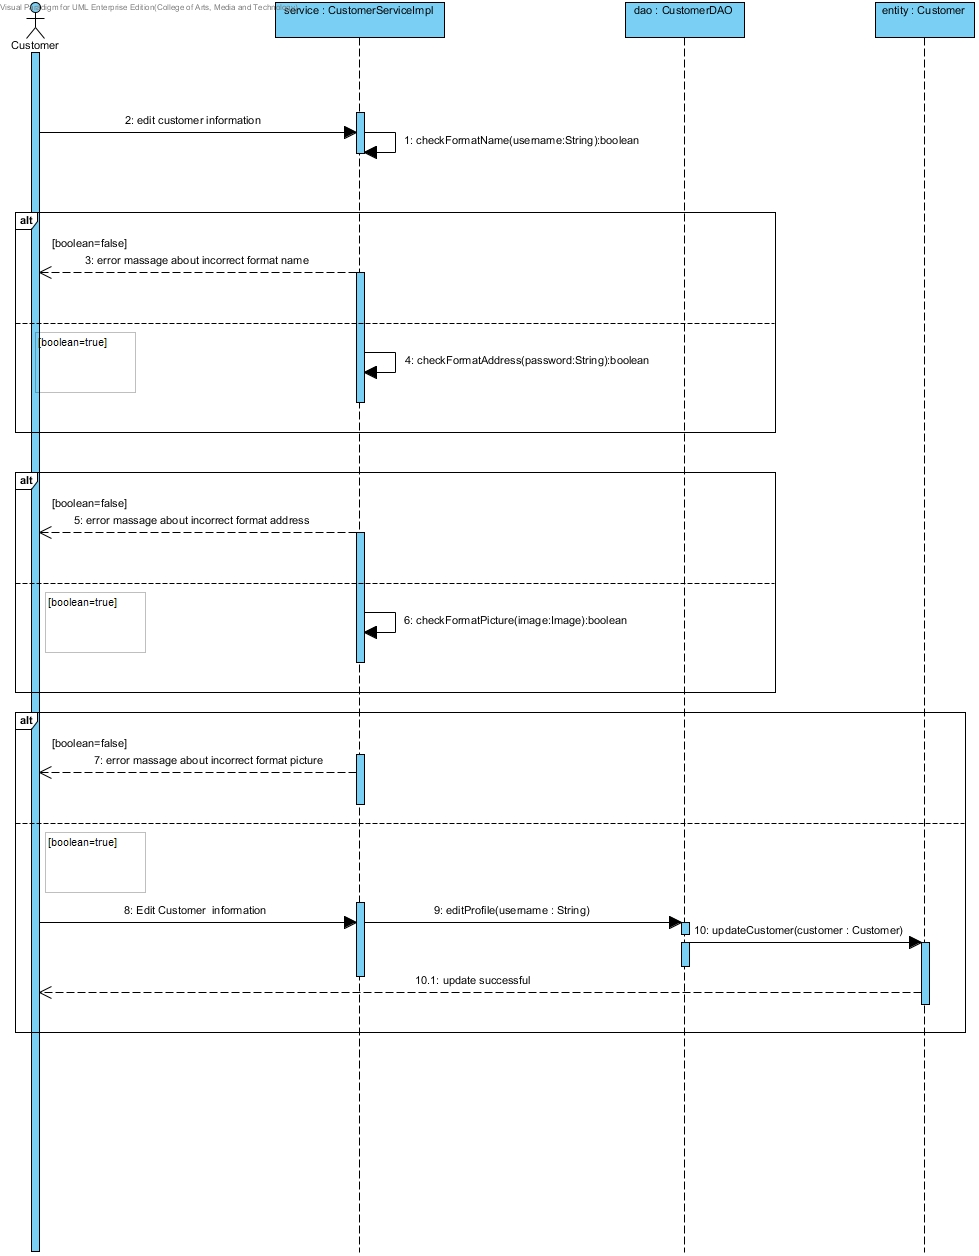 Visual Paradigm for UML Enterprise Edition(College of Arts, Media and Technology)
service : CustomerServiceImpl
dao : CustomerDAO
entity : Customer
Customer
2: edit customer information
1: checkFormatName(username:String):boolean
alt
[boolean=false]
3: error massage about incorrect format name
[boolean=true]
4: checkFormatAddress(password:String):boolean
alt
[boolean=false]
5: error massage about incorrect format address
[boolean=true]
6: checkFormatPicture(image:Image):boolean
alt
[boolean=false]
7: error massage about incorrect format picture
[boolean=true]
8: Edit Customer  information
9: editProfile(username : String)
10: updateCustomer(customer : Customer)
10.1: update successful